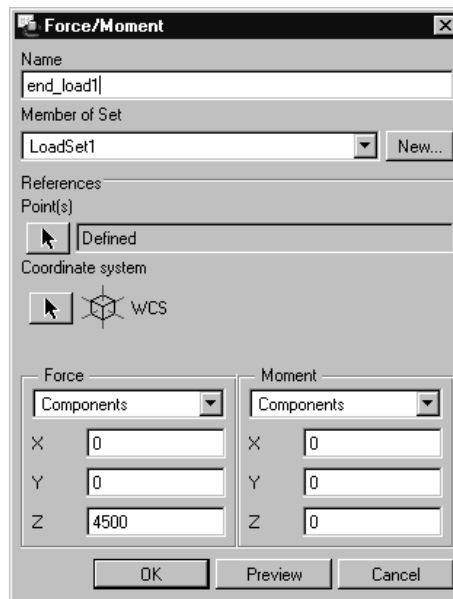 Force/Moment
Name
end_load1
Member of Set
LoadSet1 New...
References
Point(s)
Defined
Coordinate system
WCS
Force Moment
Components Components
X 0 X 0
Y 0 Y 0
Z 4500 Z 0
OK Preview Cancel